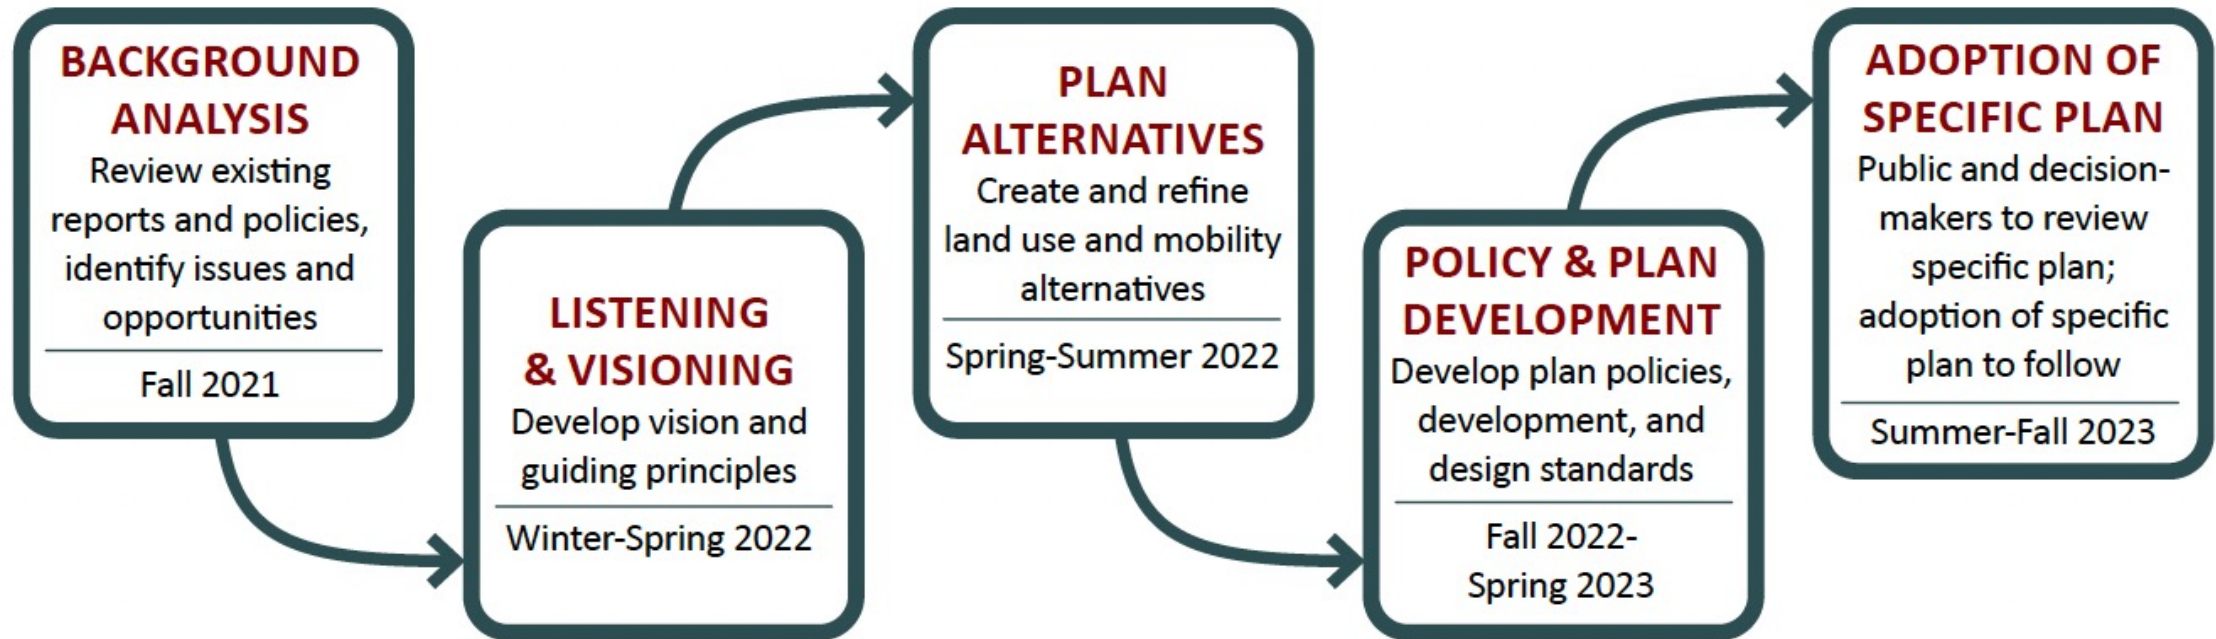 BACKGROUND
ANALYSIS
Review existing
reports and policies,
identify issues and
opportunities
Fall 2021
LISTENING
& VISIONING
Develop vision and
guiding principles
Winter-Spring 2022
PLAN
ALTERNATIVES
Create and refine
land use and mobility
alternatives
Spring-Summer 2022
POLICY & PLAN
DEVELOPMENT
Develop plan policies,
development, and
design standards
Fall 2022-
Spring 2023
ADOPTION OF
SPECIFIC PLAN
Public and decision-
makers to review
specific plan;
adoption of specific
plan to follow
Summer-Fall 2023